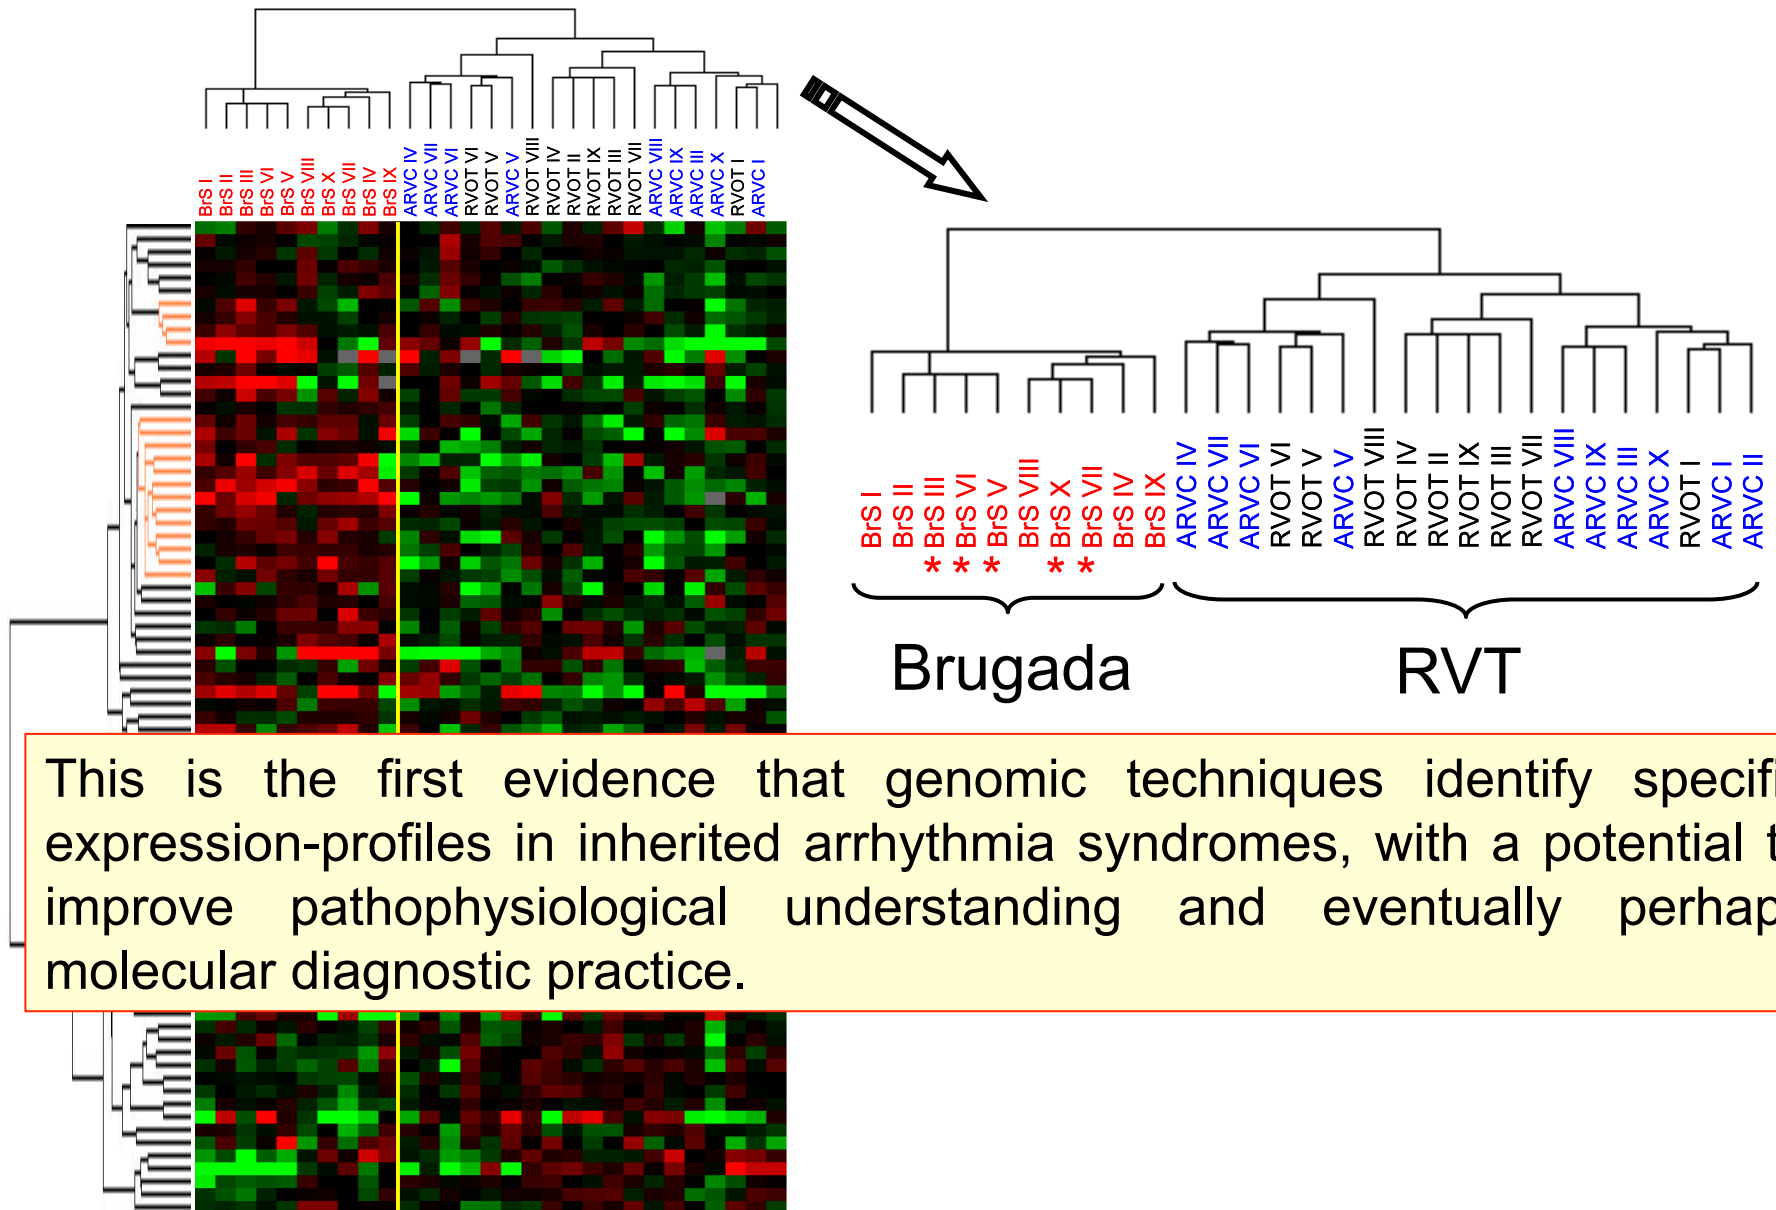 BrS I
BrS II
BrS III
BrS VI
BrS V
BrS VIII
BrS X
BrS VII
BrS IV
BrS IX
ARVC IV
ARVC VII
ARVC VI
RVOT VI
RVOT V
ARVC V
RVOT VIII
RVOT IV
RVOT II
RVOT IX
RVOT III
RVOT VII
ARVC VIII
ARVC IX
ARVC III
ARVC X
RVOT I
ARVC I
BrS I
BrS II
* BrS III
* BrS VI
* BrS V
BrS VIII
* BrS X
* BrS VII
BrS IV
BrS IX
ARVC IV
ARVC VII
ARVC VI
RVOT VI
RVOT V
ARVC V
RVOT VIII
RVOT IV
RVOT II
RVOT IX
RVOT III
RVOT VII
ARVC VIII
ARVC IX
ARVC III
ARVC X
RVOT I
ARVC I
ARVC II
Brugada
RVT
This is the first evidence that genomic techniques identify specifi
expression-profiles in inherited arrhythmia syndromes, with a potential t
improve pathophysiological understanding and eventually perhap
molecular diagnostic practice.